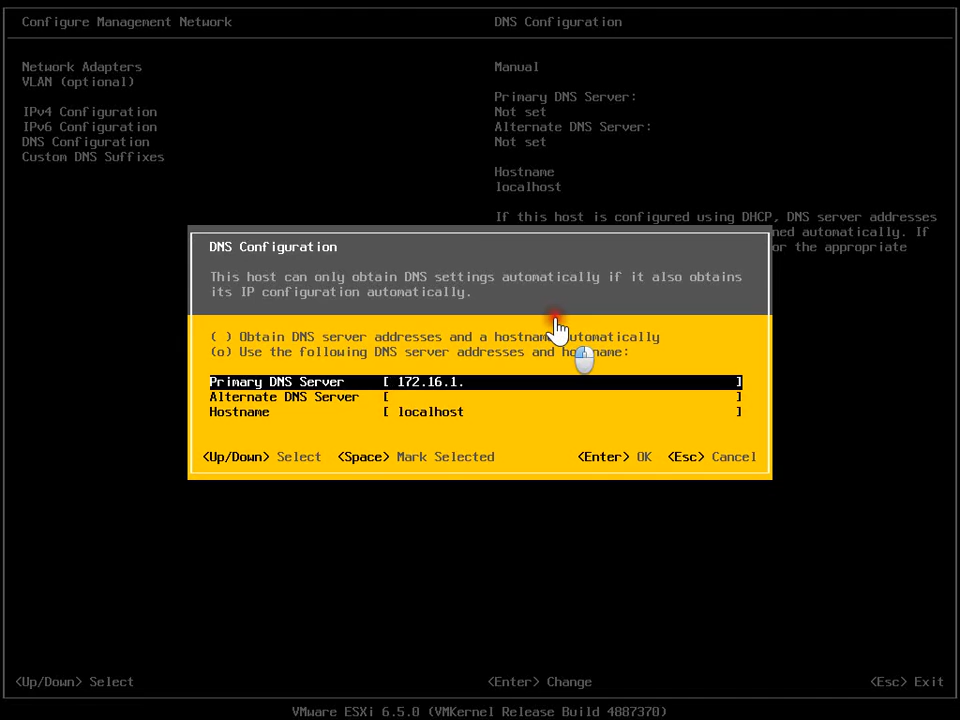 Configure Management Network
DNS Configuration
Network Adapters
VLAN (optional)
IPv4 Configuration
IPv6 Configuration
DNS Configuration
Custom DNS Suffixes
Manual
Primary DNS Server:
Not set
Alternate DNS Server:
Not set
Hostname
localhost
If this host is configured using DHCP, DNS server addresses
automatically. If
or the appropriate
DNS Configuration
This host can only obtain DNS settings automatically if it also obtains
its IP configuration automatically.
( ) Obtain DNS server addresses and a hostname automatically
(o) Use the following DNS server addresses and hostname:
Primary DNS Server [ 172.16.1. ]
Alternate DNS Server [ ]
Hostname [ localhost ]
<Up/Down> Select <Space> Mark Selected <Enter> OK <Esc> Cancel
<Up/Down> Select <Enter> Change <Esc> Exit
VMware ESXi 6.5.0 (VMKernel Release Build 4887370)